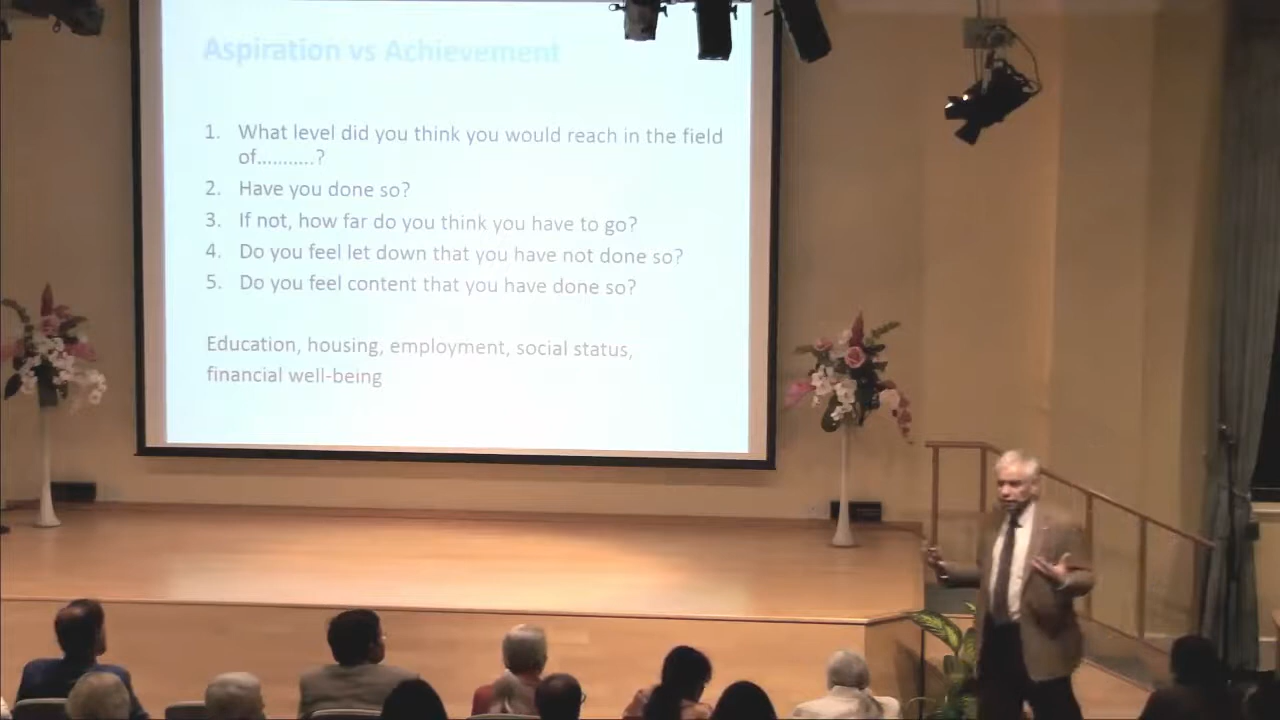 Aspiration vs Achievement
1. What level did you think you would reach in the field
of...........?
2. Have you done so?
3. If not, how far do you think you have to go?
4. Do you feel let down that you have not done so?
5. Do you feel content that you have done so?
Education, housing, employment, social status,
financial well-being